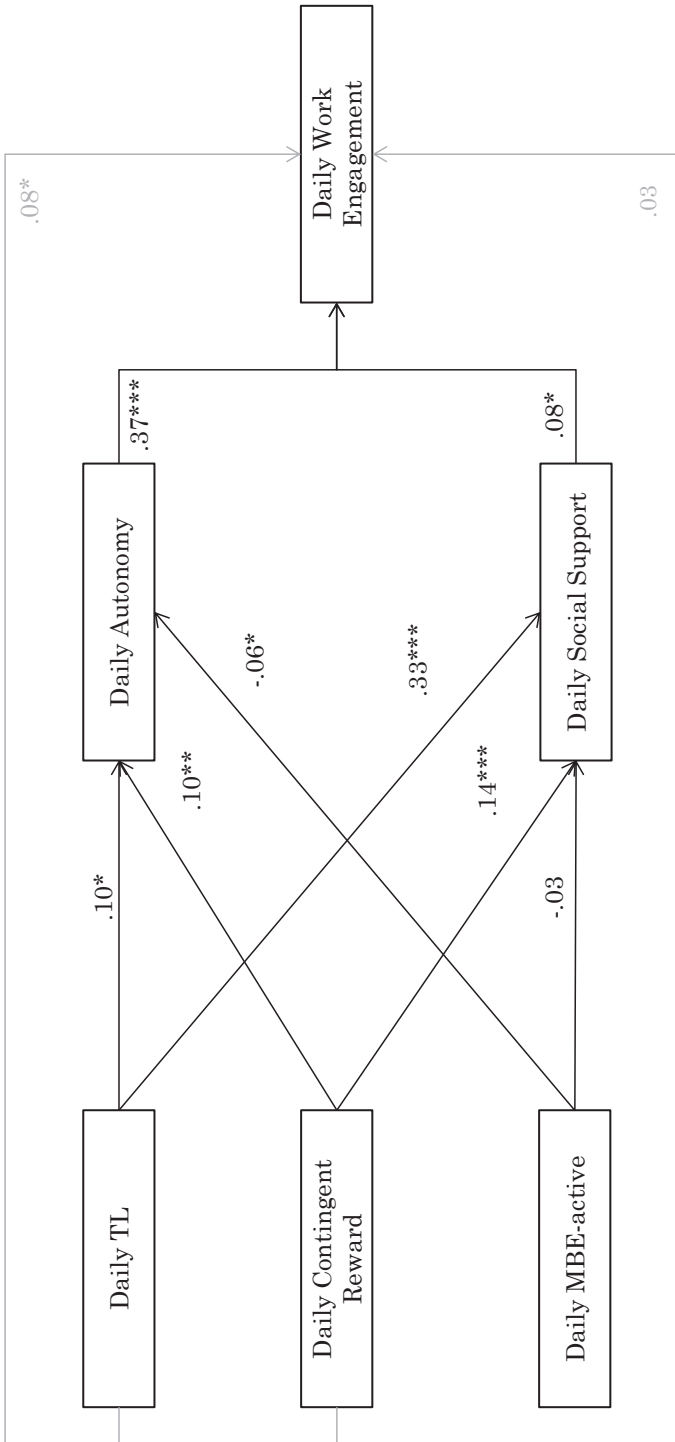 Daily TL
Daily Contingent
Reward
Daily MBE-active
.10*
.10**
-.06*
.33***
.14***
-.03
Daily Autonomy
Daily Social Support
.37***
.08*
Daily Work
Engagement
.08*
.03